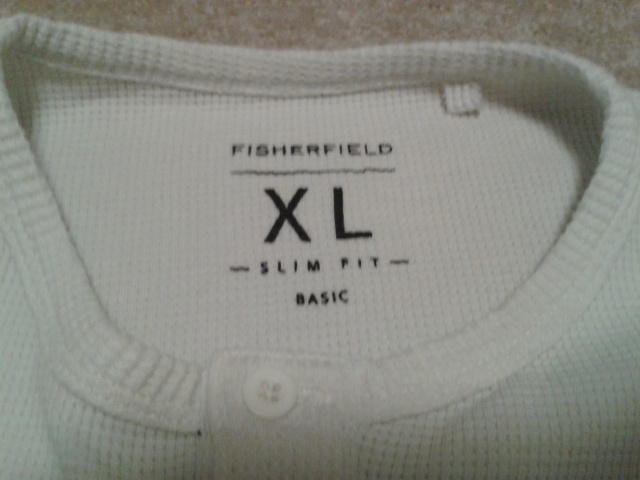 FISHERFIELD
XL
— SLIM FIT —
BASIC